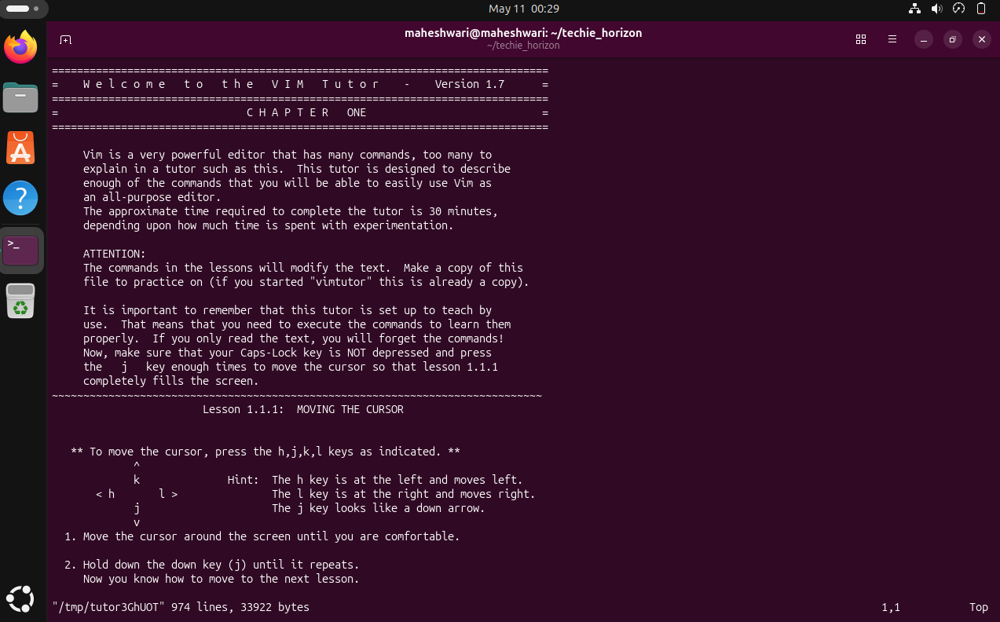 May 11 00:29
maheshwari@maheshwari: ~/techie_horizon
~/techie_horizon
===============================================================================
=    W e l c o m e   t o   t h e   V I M   T u t o r    -    Version 1.7      =
===============================================================================
=                              C H A P T E R   ONE                            =
===============================================================================
Vim is a very powerful editor that has many commands, too many to
explain in a tutor such as this.  This tutor is designed to describe
enough of the commands that you will be able to easily use Vim as
an all-purpose editor.
The approximate time required to complete the tutor is 30 minutes,
depending upon how much time is spent with experimentation.
ATTENTION:
The commands in the lessons will modify the text.  Make a copy of this
file to practice on (if you started "vimtutor" this is already a copy).
It is important to remember that this tutor is set up to teach by
use.  That means that you need to execute the commands to learn them
properly.  If you only read the text, you will forget the commands!
Now, make sure that your Caps-Lock key is NOT depressed and press
the   j   key enough times to move the cursor so that lesson 1.1.1
completely fills the screen.
~~~~~~~~~~~~~~~~~~~~~~~~~~~~~~~~~~~~~~~~~~~~~~~~~~~~~~~~~~~~~~~~~~~~~~~~~~~~~~
Lesson 1.1.1:  MOVING THE CURSOR
** To move the cursor, press the h,j,k,l keys as indicated. **
^
k              Hint:  The h key is at the left and moves left.
< h       l >               The l key is at the right and moves right.
j                     The j key looks like a down arrow.
v
1. Move the cursor around the screen until you are comfortable.
2. Hold down the down key (j) until it repeats.
Now you know how to move to the next lesson.
"/tmp/tutor3GhUOT" 974 lines, 33922 bytes    1,1    Top